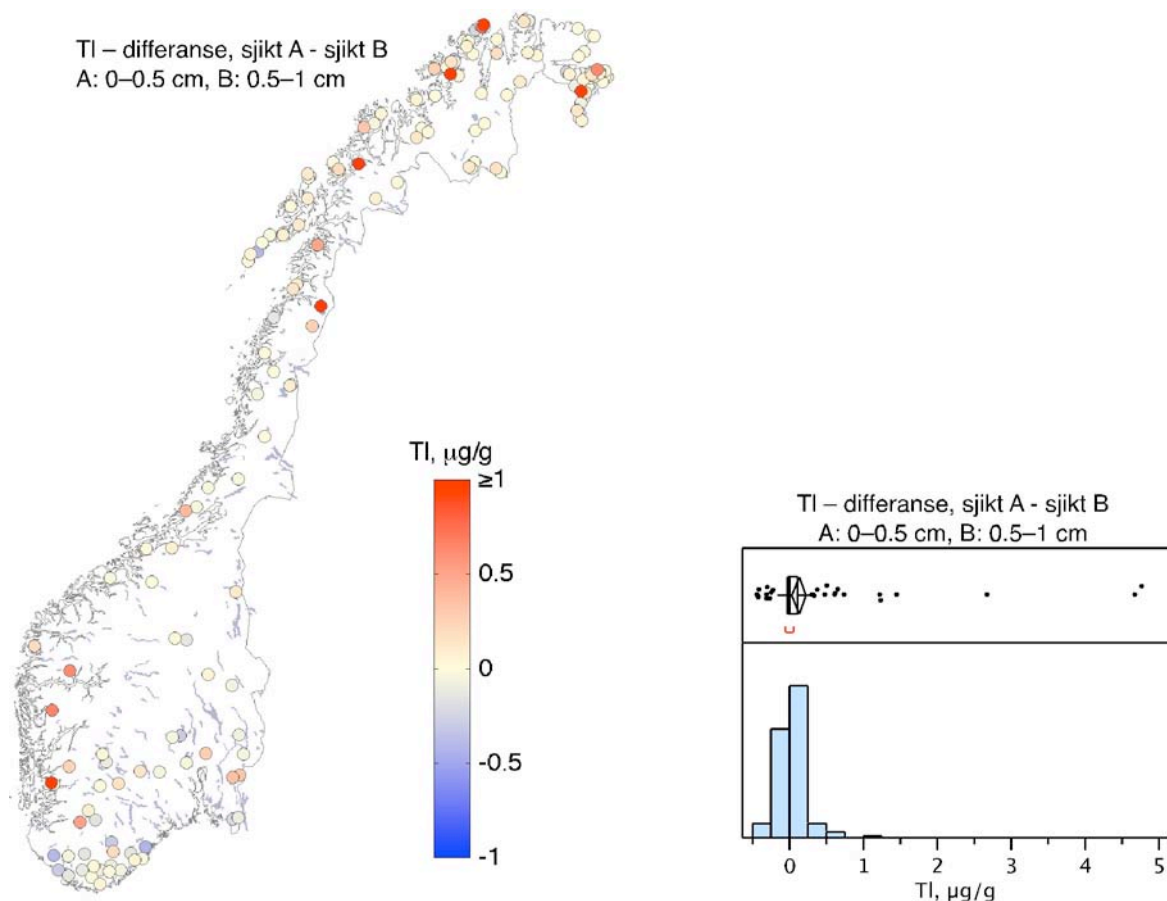 Tl – differanse, sjikt A - sjikt B
A: 0–0.5 cm, B: 0.5–1 cm
Tl, μg/g
≥1
0.5
0
-0.5
-1
Tl – differanse, sjikt A - sjikt B
A: 0–0.5 cm, B: 0.5–1 cm
0 1 2 3 4 5
Tl, μg/g